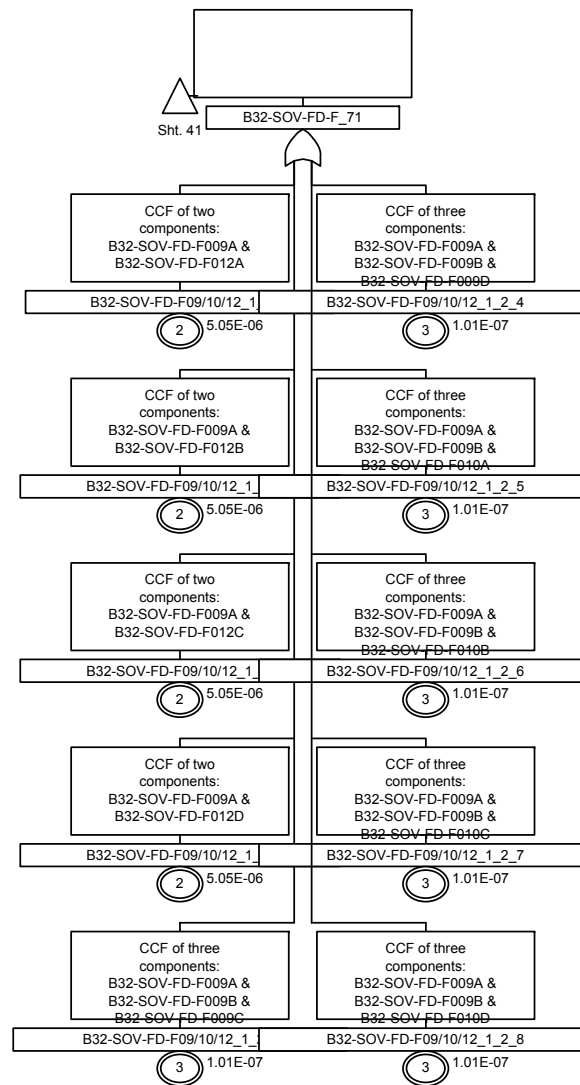 Sht. 41
B32-SOV-FD-F_71
CCF of two
components:
B32-SOV-FD-F009A &
B32-SOV-FD-F012A
B32-SOV-FD-F09/10/12_1_
2
5.05E-06
CCF of three
components:
B32-SOV-FD-F009A &
B32-SOV-FD-F009B &
B32-SOV-FD-F009D
B32-SOV-FD-F09/10/12_1_2_4
3
1.01E-07
CCF of two
components:
B32-SOV-FD-F009A &
B32-SOV-FD-F012B
B32-SOV-FD-F09/10/12_1_
2
5.05E-06
CCF of three
components:
B32-SOV-FD-F009A &
B32-SOV-FD-F009B &
B32-SOV-FD-F010A
B32-SOV-FD-F09/10/12_1_2_5
3
1.01E-07
CCF of two
components:
B32-SOV-FD-F009A &
B32-SOV-FD-F012C
B32-SOV-FD-F09/10/12_1_
2
5.05E-06
CCF of three
components:
B32-SOV-FD-F009A &
B32-SOV-FD-F009B &
B32-SOV-FD-F010B
B32-SOV-FD-F09/10/12_1_2_6
3
1.01E-07
CCF of two
components:
B32-SOV-FD-F009A &
B32-SOV-FD-F012D
B32-SOV-FD-F09/10/12_1_
2
5.05E-06
CCF of three
components:
B32-SOV-FD-F009A &
B32-SOV-FD-F009B &
B32-SOV-FD-F010C
B32-SOV-FD-F09/10/12_1_2_7
3
1.01E-07
CCF of three
components:
B32-SOV-FD-F009A &
B32-SOV-FD-F009B &
B32-SOV-FD-F009C
B32-SOV-FD-F09/10/12_1_
3
1.01E-07
CCF of three
components:
B32-SOV-FD-F009A &
B32-SOV-FD-F009B &
B32-SOV-FD-F010D
B32-SOV-FD-F09/10/12_1_2_8
3
1.01E-07